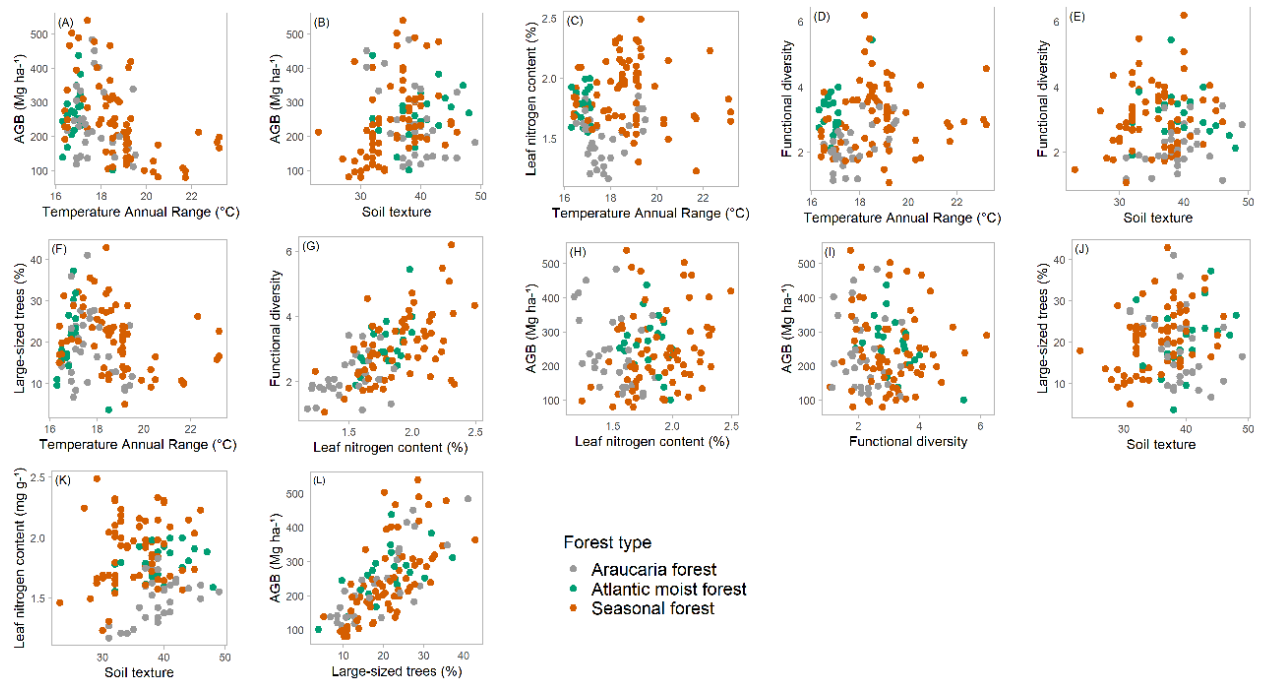 (A)
AGB (Mg ha-¹)
500
400
300
200
100
16 18 20 22
Temperature Annual Range (°C)
(B)
AGB (Mg ha-¹)
500
400
300
200
100
30 40 50
Soil texture
(C)
Leaf nitrogen content (%)
2.5
2.0
1.5
16 18 20 22
Temperature Annual Range (°C)
(D)
Functional diversity
6
4
2
16 18 20 22
Temperature Annual Range (°C)
(E)
Functional diversity
6
4
2
30 40 50
Soil texture
(F)
Large-sized trees (%)
40
30
20
10
16 18 20 22
Temperature Annual Range (°C)
(G)
Functional diversity
6
4
2
1.5 2.0 2.5
Leaf nitrogen content (%)
(H)
AGB (Mg ha-¹)
500
400
300
200
100
1.5 2.0 2.5
Leaf nitrogen content (%)
(I)
AGB (Mg ha-¹)
500
400
300
200
100
2 4 6
Functional diversity
(J)
Large-sized trees (%)
40
30
20
10
30 40 50
Soil texture
(K)
Leaf nitrogen content (mg g-¹)
2.5
2.0
1.5
30 40 50
Soil texture
(L)
AGB (Mg ha-¹)
500
400
300
200
100
10 20 30 40
Large-sized trees (%)
Forest type
Araucaria forest
Atlantic moist forest
Seasonal forest